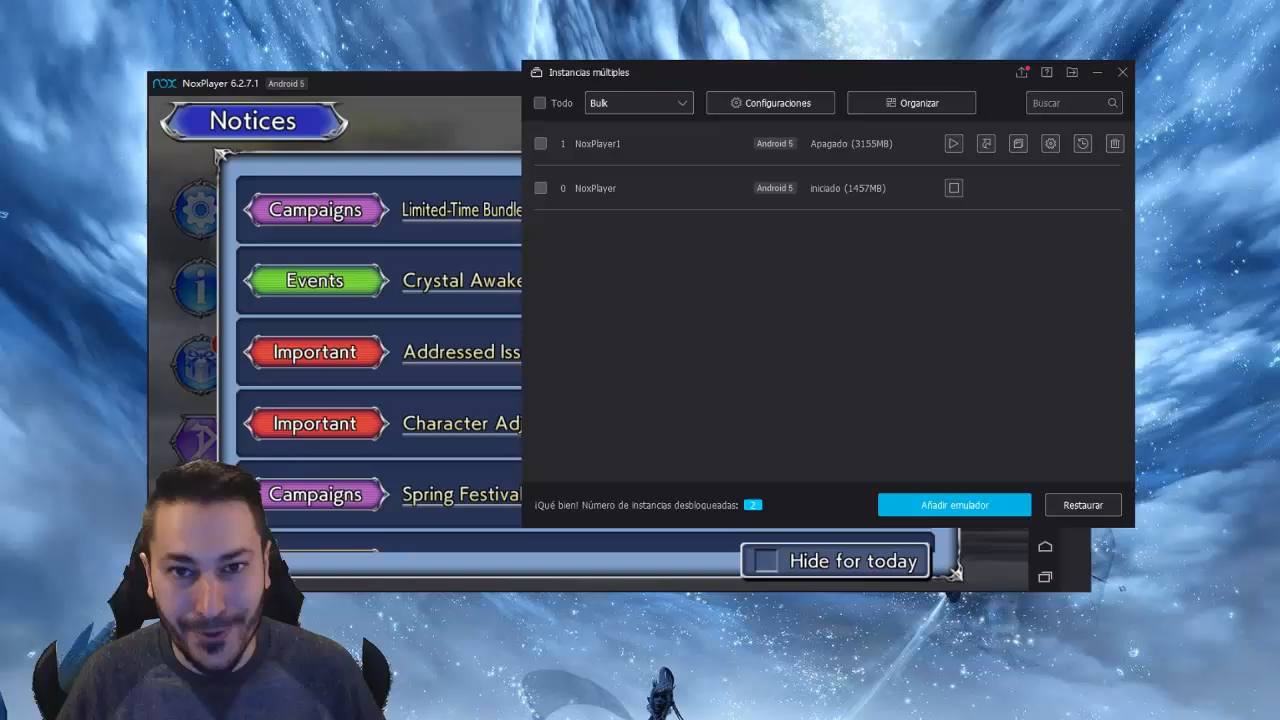 nox NoxPlayer 6.2.7.1 Android 5
Notices
Campaigns Limited-Time Bundle
Events Crystal Awake
Important Addressed Iss
Important Character Adj
Campaigns Spring Festival
Hide for today
Instancias múltiples
Todo Bulk Configuraciones Organizar Buscar
1 NoxPlayer1 Android 5 Apagado (3155MB)
0 NoxPlayer Android 5 iniciado (1457MB)
¡Qué bien! Número de instancias desbloqueadas: 2 Añadir emulador Restaurar